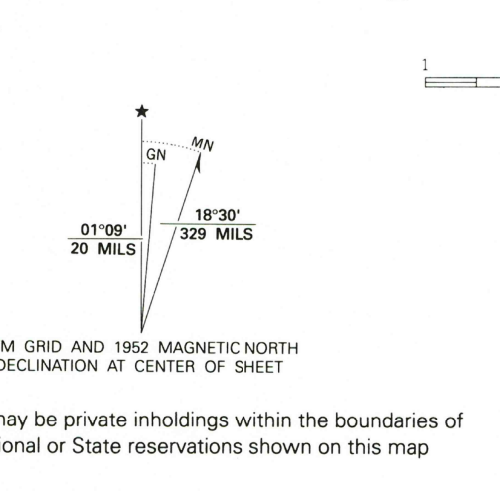 1
MN
GN
18°30'
329 MILS
01°09'
20 MILS
M GRID AND 1952 MAGNETIC NORTH
DECLINATION AT CENTER OF SHEET
may be private inholdings within the boundaries of
ional or State reservations shown on this map